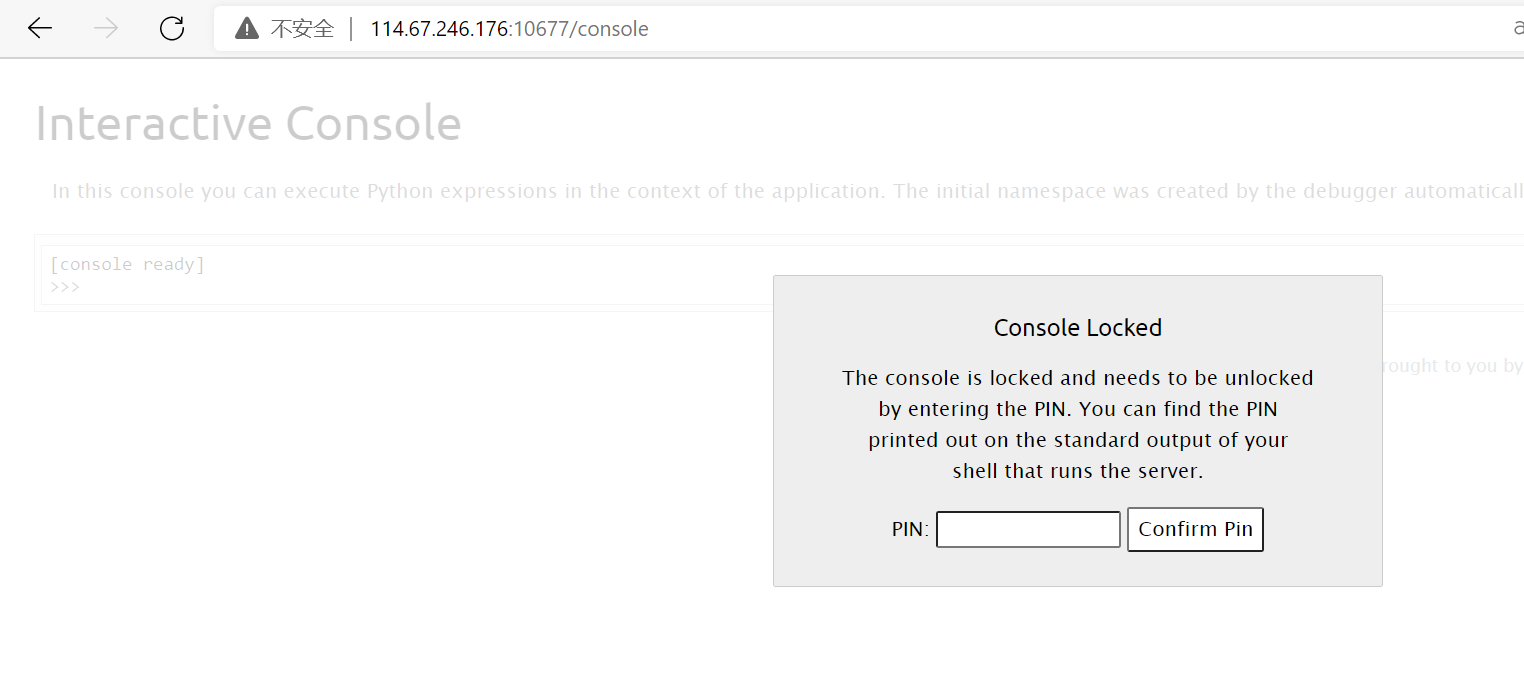 不安全 114.67.246.176:10677/console
Interactive Console
In this console you can execute Python expressions in the context of the application. The initial namespace was created by the debugger
[console ready]
>>>
Console Locked
The console is locked and needs to be unlocked
by entering the PIN. You can find the PIN
printed out on the standard output of your
shell that runs the server.
PIN: Confirm Pin
to you by